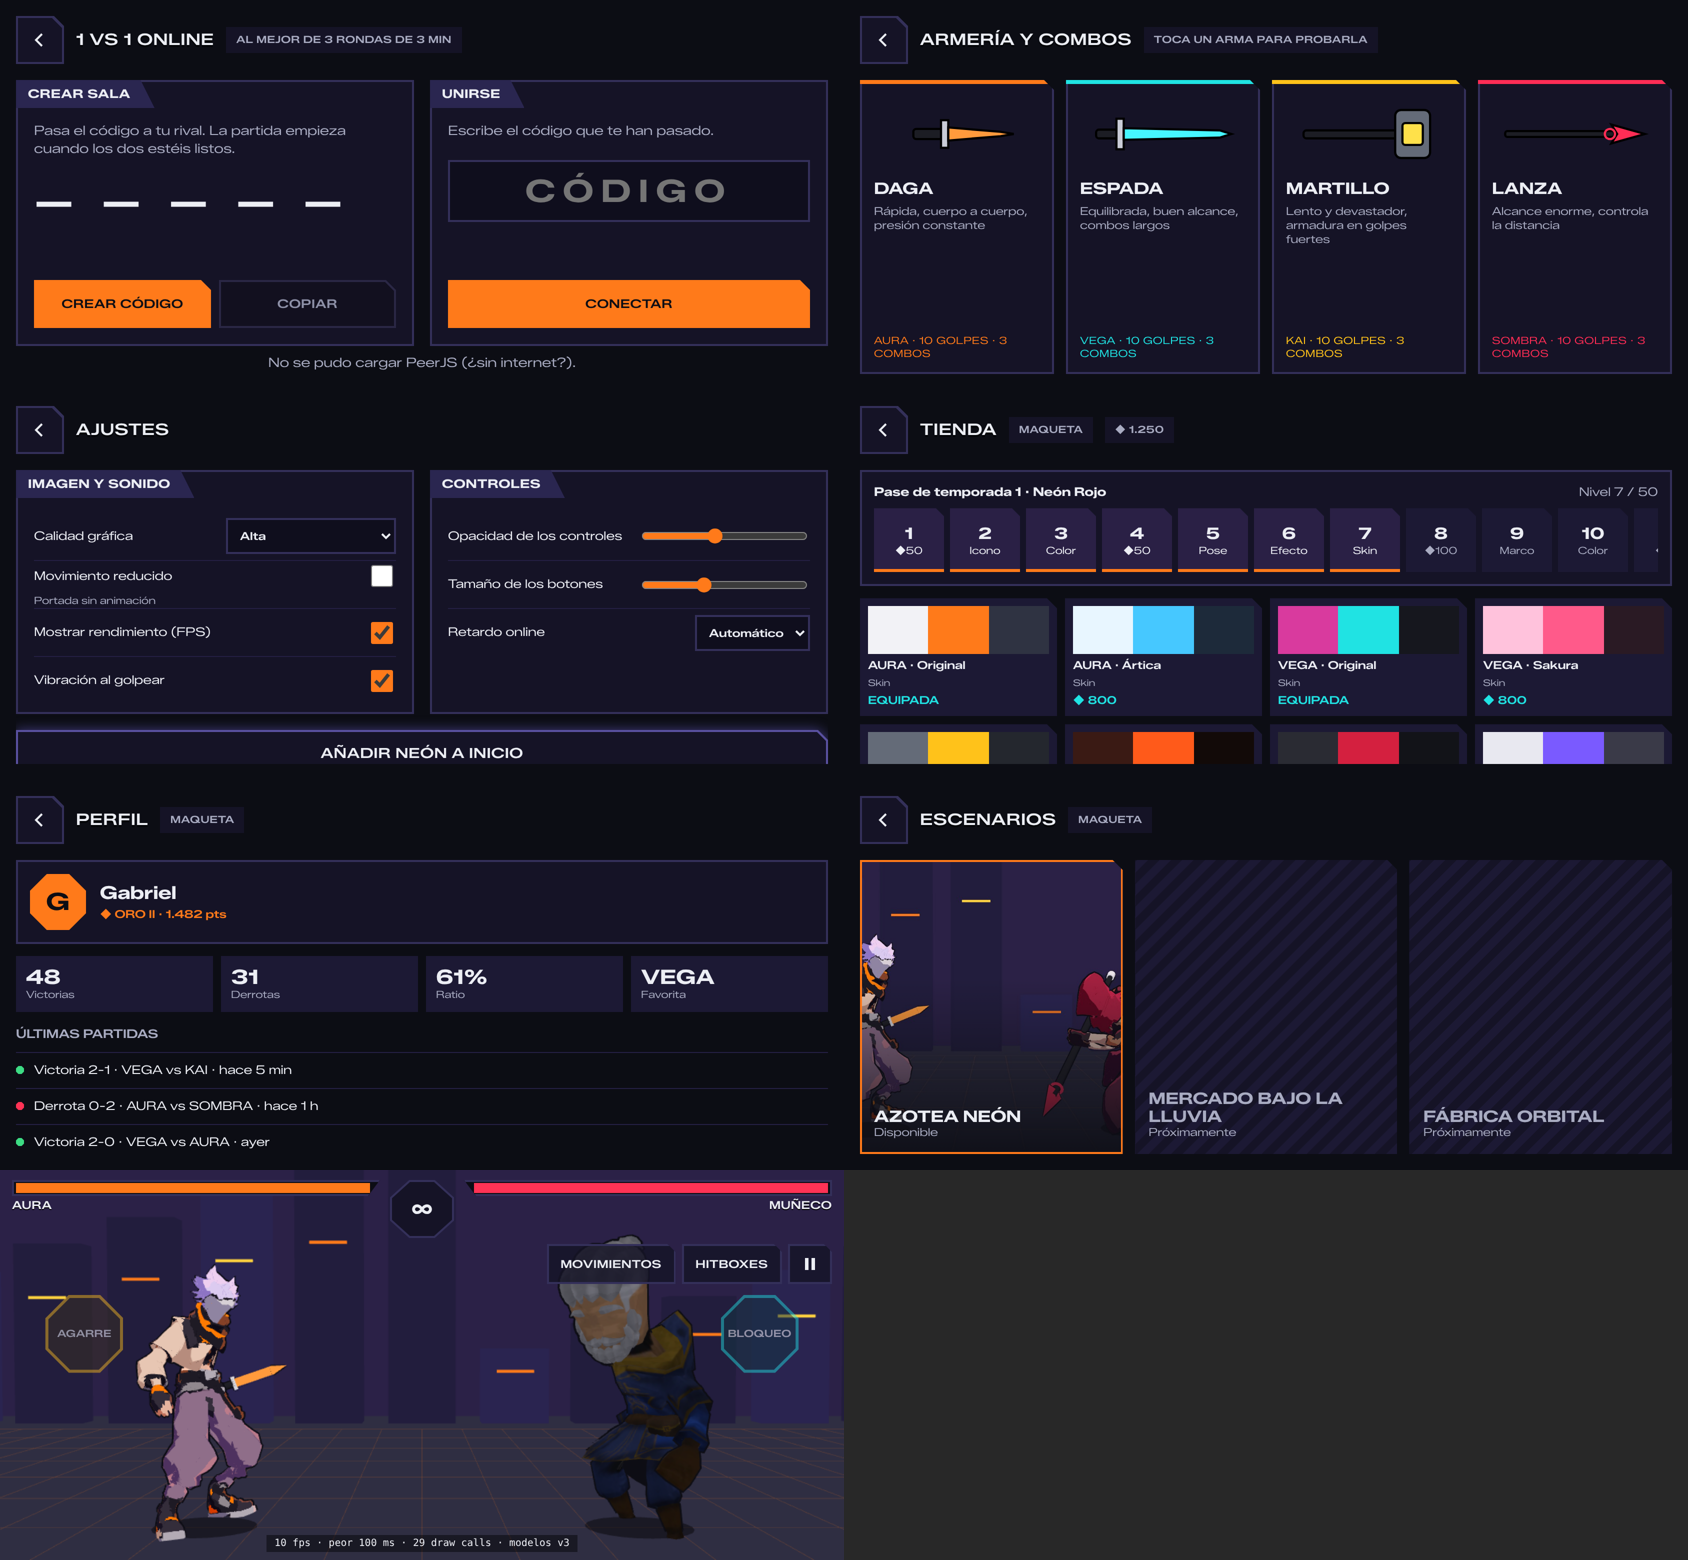 1 VS 1 ONLINE
AL MEJOR DE 3 RONDAS DE 3 MIN
CREAR SALA
Pasa el código a tu rival. La partida empieza
cuando los dos estéis listos.
CREAR CÓDIGO
COPIAR
UNIRSE
Escribe el código que te han pasado.
CÓDIGO
CONECTAR
No se pudo cargar PeerJS (¿sin internet?).
ARMERÍA Y COMBOS
TOCA UN ARMA PARA PROBARLA
DAGA
Rápida, cuerpo a cuerpo,
presión constante
AURA · 10 GOLPES · 3
COMBOS
ESPADA
Equilibrada, buen alcance,
combos largos
VEGA · 10 GOLPES · 3
COMBOS
MARTILLO
Lento y devastador,
armadura en golpes
fuertes
KAI · 10 GOLPES · 3
COMBOS
LANZA
Alcance enorme, controla
la distancia
SOMBRA · 10 GOLPES · 3
COMBOS
AJUSTES
IMAGEN Y SONIDO
Calidad gráfica
Alta
Movimiento reducido
Portada sin animación
Mostrar rendimiento (FPS)
Vibración al golpear
CONTROLES
Opacidad de los controles
Tamaño de los botones
Retardo online
Automático
AÑADIR NEÓN A INICIO
TIENDA
MAQUETA
◆ 1.250
Pase de temporada 1 · Neón Rojo
Nivel 7 / 50
1
◆50
2
Icono
3
Color
4
◆50
5
Pose
6
Efecto
7
Skin
8
◆100
9
Marco
10
Color
AURA · Original
Skin
EQUIPADA
AURA · Ártica
Skin
◆ 800
VEGA · Original
Skin
EQUIPADA
VEGA · Sakura
Skin
◆ 800
PERFIL
MAQUETA
G
Gabriel
◆ ORO II · 1.482 pts
48
Victorias
31
Derrotas
61%
Ratio
VEGA
Favorita
ÚLTIMAS PARTIDAS
Victoria 2-1 · VEGA vs KAI · hace 5 min
Derrota 0-2 · AURA vs SOMBRA · hace 1 h
Victoria 2-0 · VEGA vs AURA · ayer
ESCENARIOS
MAQUETA
AZOTEA NEÓN
Disponible
MERCADO BAJO LA
LLUVIA
Próximamente
FÁBRICA ORBITAL
Próximamente
AURA
∞
MUÑECO
MOVIMIENTOS
HITBOXES
AGARRE
BLOQUEO
10 fps · peor 100 ms · 29 draw calls · modelos v3